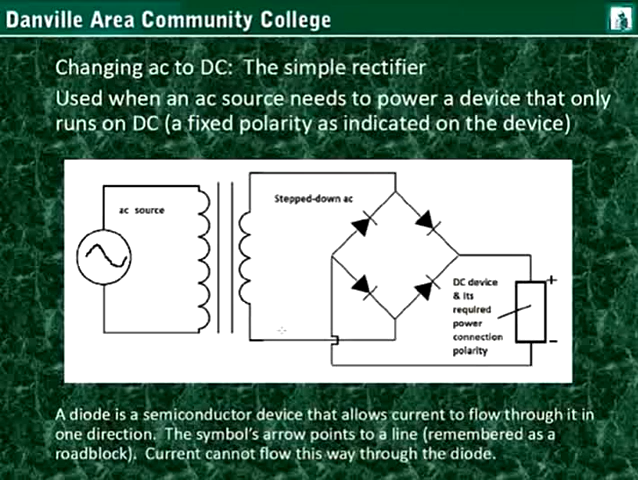 Danville Area Community College
Changing ac to DC:  The simple rectifier
Used when an ac source needs to power a device that only
runs on DC (a fixed polarity as indicated on the device)
ac source
Stepped-down ac
DC device
& its
required
power
connection
polarity
+
-
A diode is a semiconductor device that allows current to flow through it in
one direction.  The symbol's arrow points to a line (remembered as a
roadblock).  Current cannot flow this way through the diode.